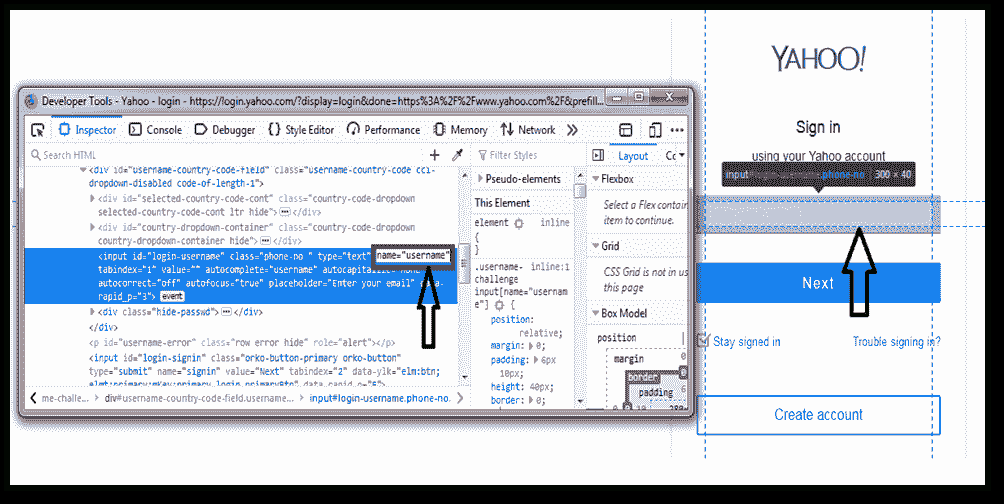 YAHOO!
Sign in
using your Yahoo account
input phone-no 300 × 40
Next
Stay signed in Trouble signing in?
Create account
Developer Tools - Yahoo - login - https://login.yahoo.com/?display=login&done=https%3A%2F%2Fwww.yahoo.com%2F&prefill...
Inspector Console Debugger {} Style Editor Performance Memory Network
Search HTML
<div id="username-country-code-field" class="username-country-code cci-
dropdown-disabled code-of-length-1">
<div id="selected-country-code-cont" class="country-code-dropdown
selected-country-code-cont ltr hide"></div>
<div id="country-dropdown-container" class="country-code-dropdown
country-dropdown-container hide"></div>
<input id="login-username" class="phone-no " type="text" name="username"
tabindex="1" value="" autocomplete="username"
autocorrect="off" autofocus="true" placeholder="Enter your email"
rapid_p="3"> event
<div class="hide-passwd"></div>
</div>
<p id="username-error" class="row error hide" role="alert"></p>
<input id="login-signin" class="orko-button-primary orko-button"
type="submit" name="signin" value="Next" tabindex="2" data-ylk="elm:btn;
me-challe... div#username-country-code-field.username... input#login-username.phone-no.
Filter Styles
Pseudo-elements
This Element
element inline
{
}
.username- inline:1
challenge
input[name="usernam
e"] {
position:
relative;
margin: 0;
padding: 6px
10px;
height: 40px;
border: 0;
Layout Co
Flexbox
Select a Flex contain
item to continue.
Grid
CSS Grid is not in us
this page
Box Model
position
margin 0
border
padding